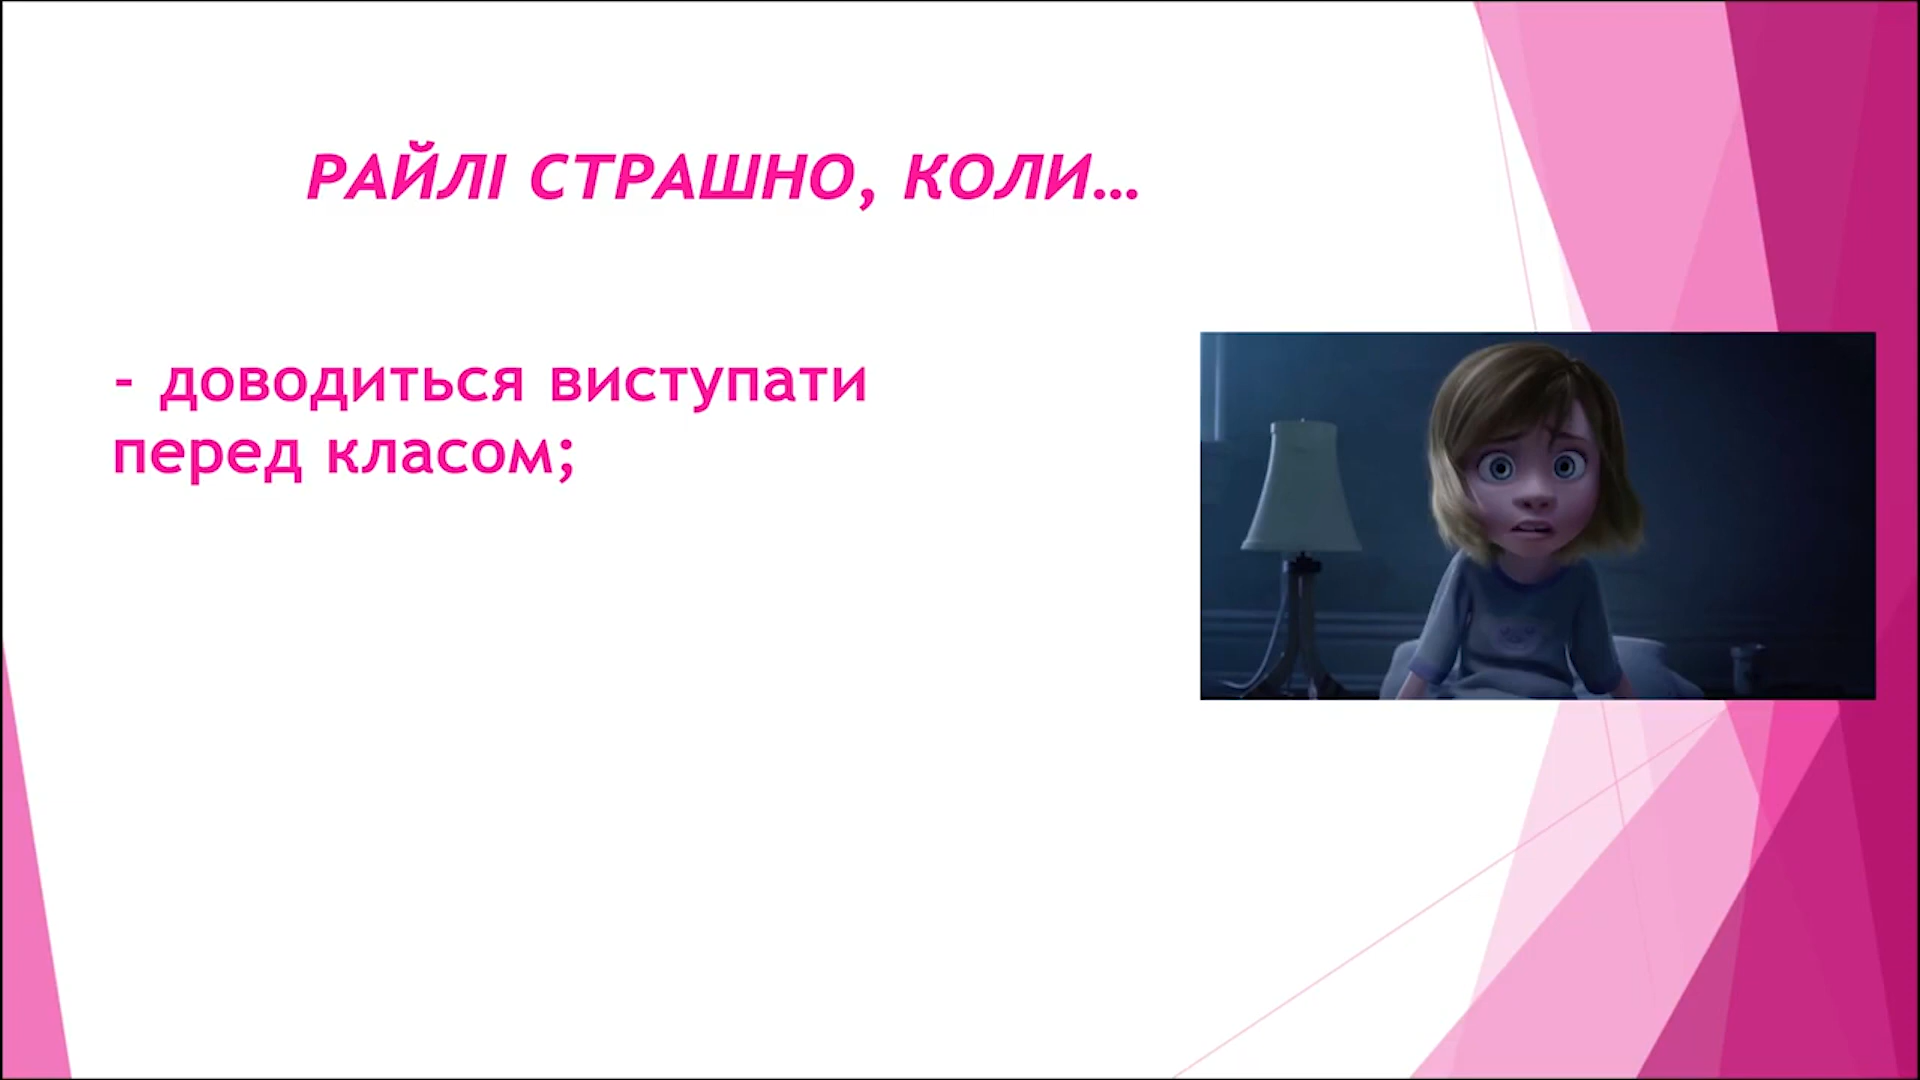 РАЙЛІ СТРАШНО, КОЛИ…
- доводиться виступати
перед класом;